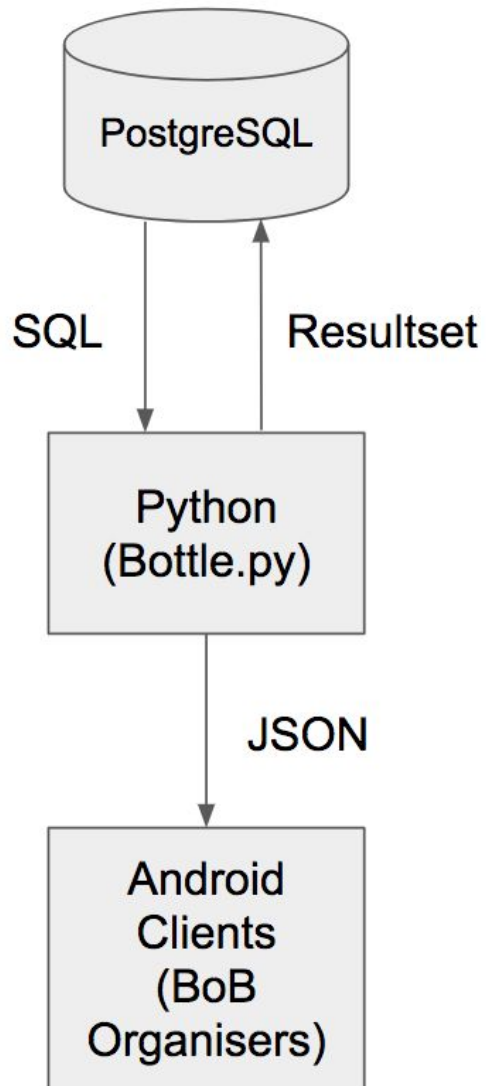 PostgreSQL
SQL
Resultset
Python
(Bottle.py)
JSON
Android
Clients
(BoB
Organisers)